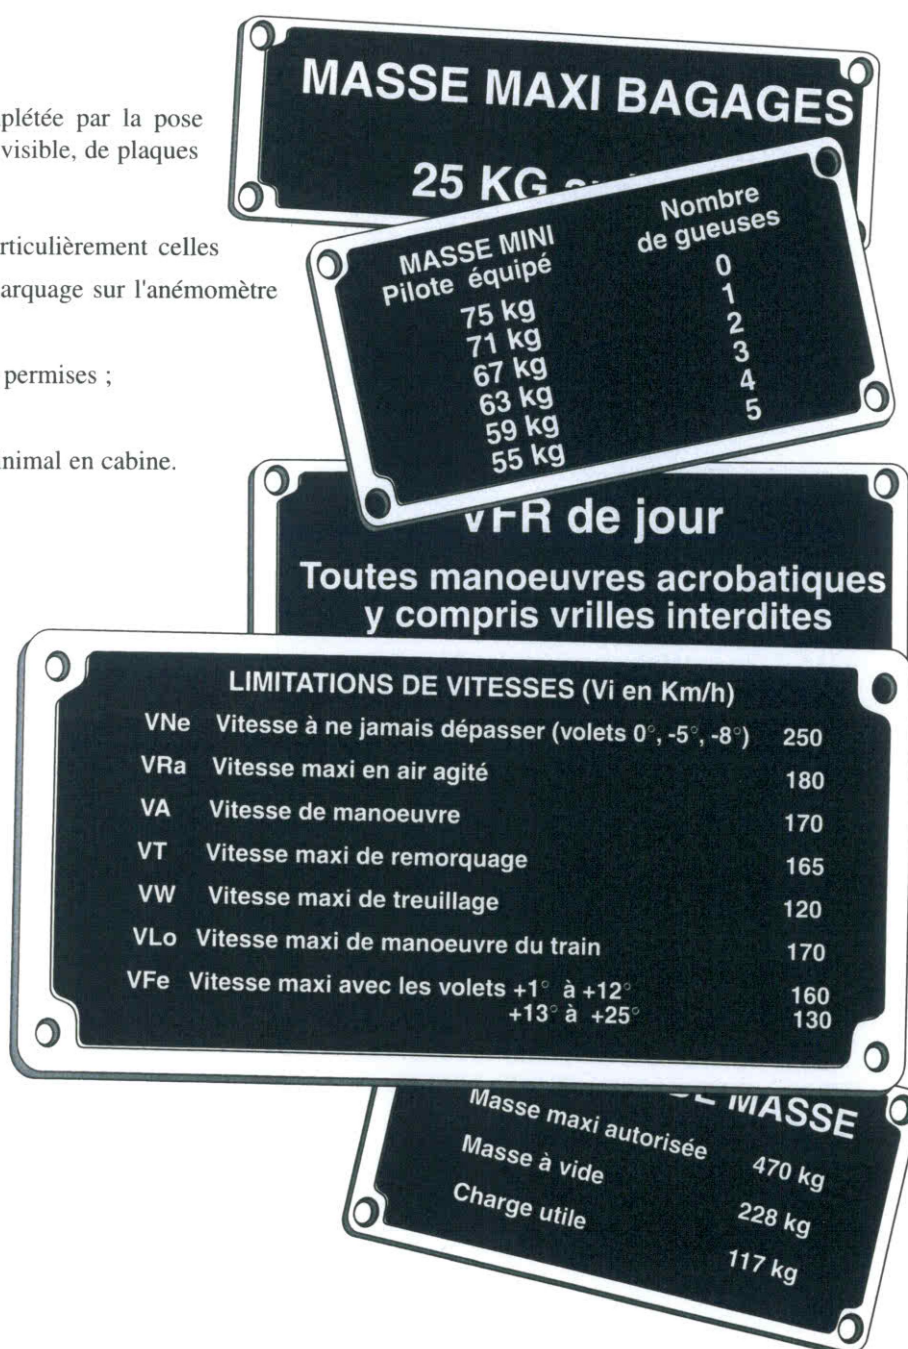 plétée par la pose
visible, de plaques
rticulièrement celles
arquage sur l'anémomètre
permises ;
nimal en cabine.
MASSE MAXI BAGAGES
25 KG
MASSE MINI Nombre
Pilote équipé de gueuses
75 kg 0
71 kg 1
67 kg 2
63 kg 3
59 kg 4
55 kg 5
VFR de jour
Toutes manoeuvres acrobatiques
y compris vrilles interdites
LIMITATIONS DE VITESSES (Vi en Km/h)
VNe Vitesse à ne jamais dépasser (volets 0°, -5°, -8°) 250
VRa Vitesse maxi en air agité 180
VA Vitesse de manoeuvre 170
VT Vitesse maxi de remorquage 165
VW Vitesse maxi de treuillage 120
VLo Vitesse maxi de manoeuvre du train 170
VFe Vitesse maxi avec les volets +1° à +12° 160
+13° à +25° 130
MASSE
Masse maxi autorisée 470 kg
Masse à vide 228 kg
Charge utile 117 kg